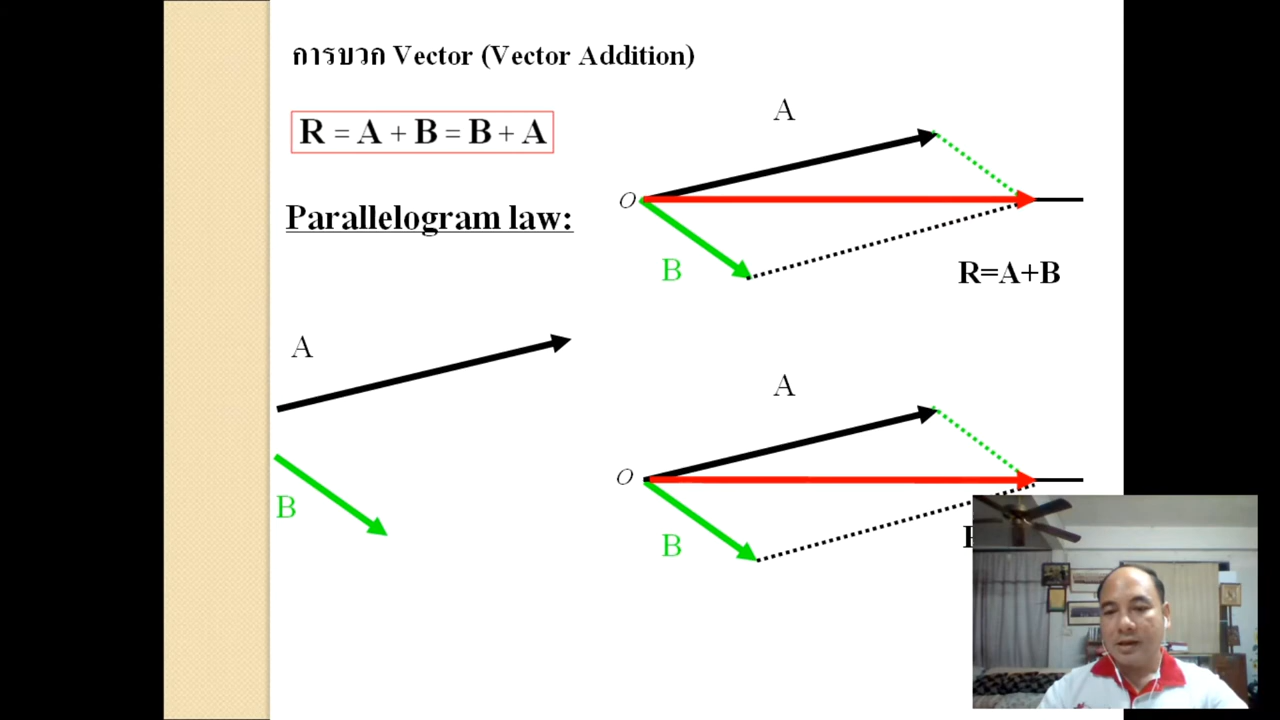 การบวก Vector (Vector Addition)
R = A + B = B + A
Parallelogram law:
A
O
B
R=A+B
A
B
A
O
B